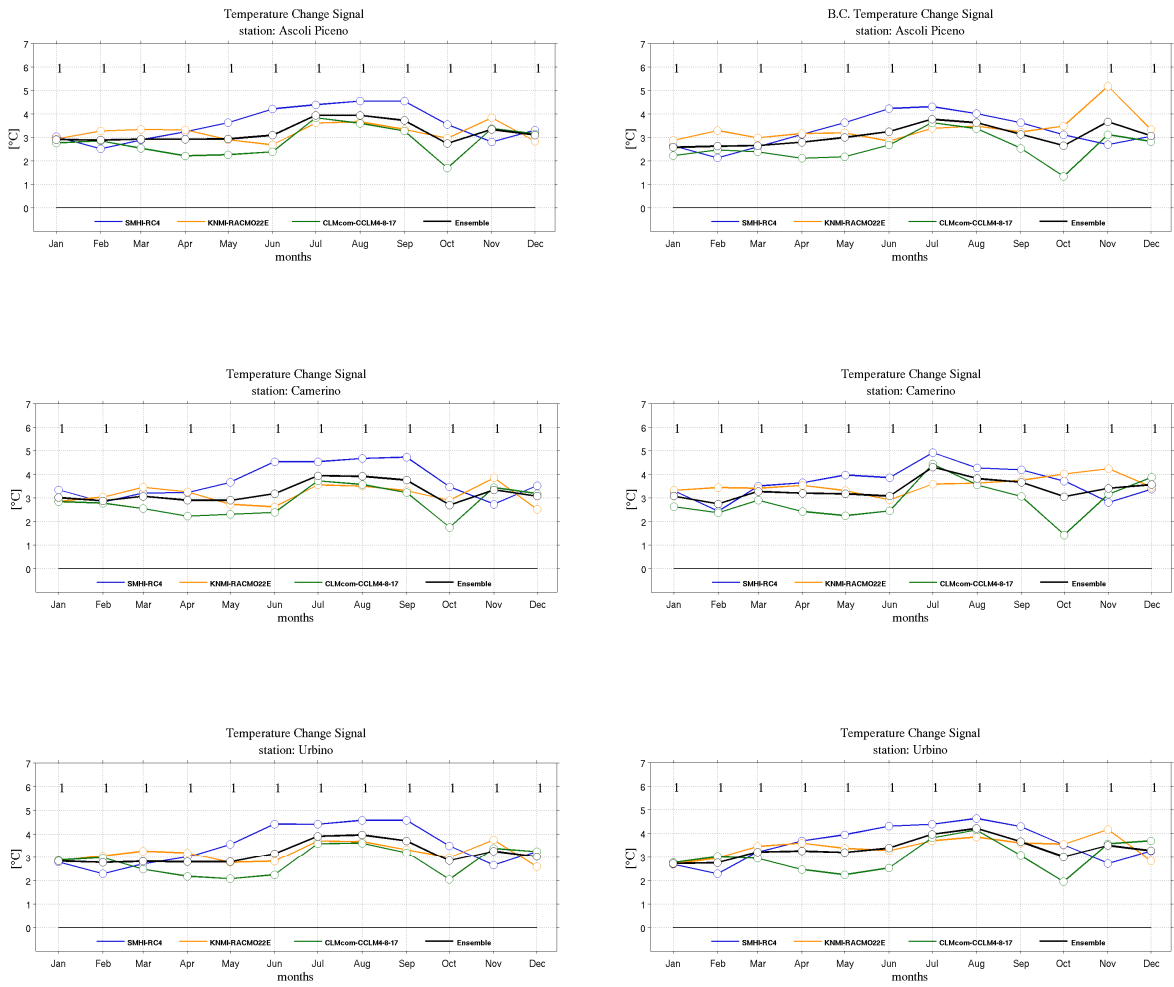 Temperature Change Signal
station: Ascoli Piceno
7
6
5
4
3
2
1
0
[°C]
1 1 1 1 1 1 1 1 1 1 1 1
SMHI-RC4 KNMI-RACMO22E CLMcom-CCLM4-8-17 Ensemble
Jan Feb Mar Apr May Jun Jul Aug Sep Oct Nov Dec
months
B.C. Temperature Change Signal
station: Ascoli Piceno
7
6
5
4
3
2
1
0
[°C]
1 1 1 1 1 1 1 1 1 1 1 1
SMHI-RC4 KNMI-RACMO22E CLMcom-CCLM4-8-17 Ensemble
Jan Feb Mar Apr May Jun Jul Aug Sep Oct Nov Dec
months
Temperature Change Signal
station: Camerino
7
6
5
4
3
2
1
0
[°C]
1 1 1 1 1 1 1 1 1 1 1 1
SMHI-RC4 KNMI-RACMO22E CLMcom-CCLM4-8-17 Ensemble
Jan Feb Mar Apr May Jun Jul Aug Sep Oct Nov Dec
months
Temperature Change Signal
station: Camerino
7
6
5
4
3
2
1
0
[°C]
1 1 1 1 1 1 1 1 1 1 1 1
SMHI-RC4 KNMI-RACMO22E CLMcom-CCLM4-8-17 Ensemble
Jan Feb Mar Apr May Jun Jul Aug Sep Oct Nov Dec
months
Temperature Change Signal
station: Urbino
7
6
5
4
3
2
1
0
[°C]
1 1 1 1 1 1 1 1 1 1 1 1
SMHI-RC4 KNMI-RACMO22E CLMcom-CCLM4-8-17 Ensemble
Jan Feb Mar Apr May Jun Jul Aug Sep Oct Nov Dec
months
Temperature Change Signal
station: Urbino
7
6
5
4
3
2
1
0
[°C]
1 1 1 1 1 1 1 1 1 1 1 1
SMHI-RC4 KNMI-RACMO22E CLMcom-CCLM4-8-17 Ensemble
Jan Feb Mar Apr May Jun Jul Aug Sep Oct Nov Dec
months